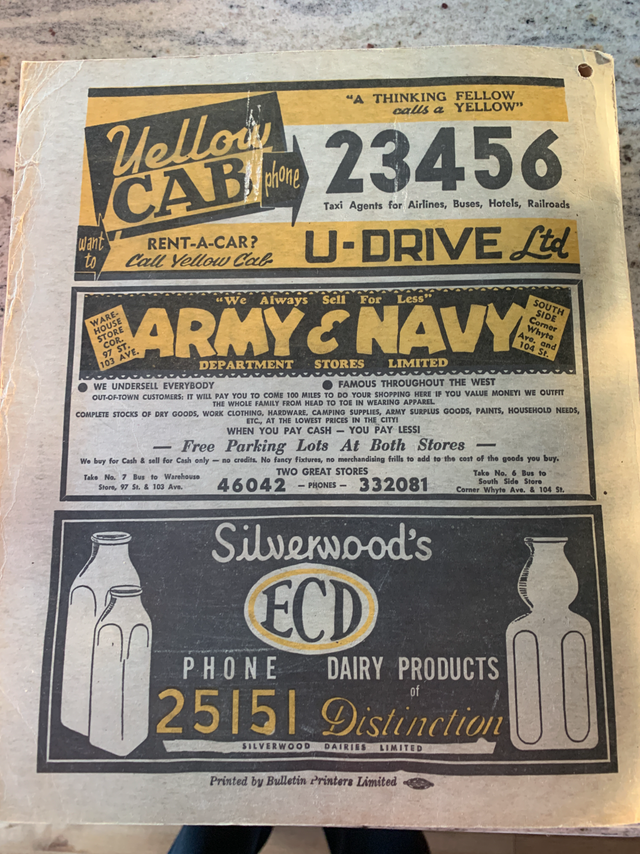 "A THINKING FELLOW
calls a YELLOW"
Yellow
CAB
phone
23456
Taxi Agents for Airlines, Buses, Hotels, Railroads
want
to
RENT-A-CAR?
Call Yellow Cab
U-DRIVE Ltd
"We Always Sell For Less"
WARE-
HOUSE
STORE
COR.
97 ST.
103 AVE.
ARMY & NAVY
SOUTH
SIDE
Corner
Whyte
Ave. and
104 St.
DEPARTMENT STORES LIMITED
● WE UNDERSELL EVERYBODY ● FAMOUS THROUGHOUT THE WEST
OUT-OF-TOWN CUSTOMERS: IT WILL PAY YOU TO COME 100 MILES TO DO YOUR SHOPPING HERE IF YOU VALUE MONEY! WE OUTFIT
THE WHOLE FAMILY FROM HEAD TO TOE IN WEARING APPAREL.
COMPLETE STOCKS OF DRY GOODS, WORK CLOTHING, HARDWARE, CAMPING SUPPLIES, ARMY SURPLUS GOODS, PAINTS, HOUSEHOLD NEEDS,
ETC., AT THE LOWEST PRICES IN THE CITY!
WHEN YOU PAY CASH — YOU PAY LESS!
— Free Parking Lots At Both Stores —
We buy for Cash & sell for Cash only — no credits. No fancy Fixtures, no merchandising frills to add to the cost of the goods you buy.
TWO GREAT STORES
Take No. 7 Bus to Warehouse
Store, 97 St. & 103 Ave.
46042 – PHONES – 332081
Take No. 6 Bus to
South Side Store
Corner Whyte Ave. & 104 St.
Silverwood's
ECD
PHONE
25151
DAIRY PRODUCTS
of
Distinction
SILVERWOOD DAIRIES LIMITED
Printed by Bulletin Printers Limited